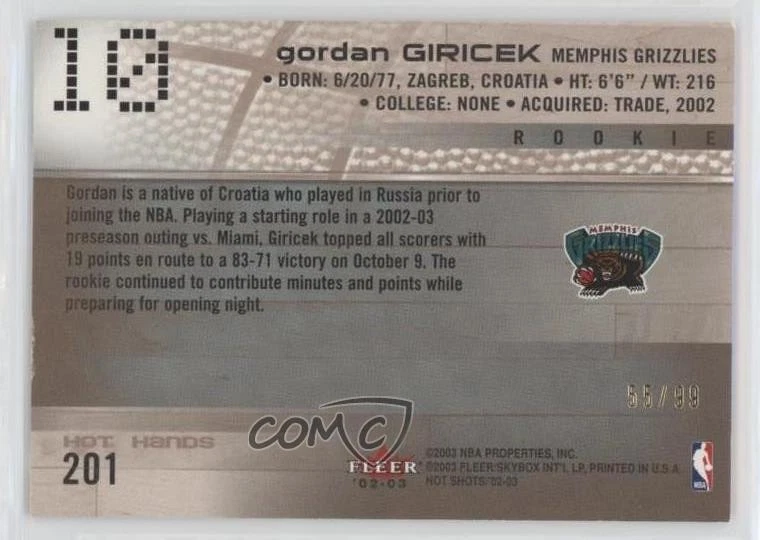 10
gordan GIRICEK MEMPHIS GRIZZLIES
• BORN: 6/20/77, ZAGREB, CROATIA • HT: 6'6" / WT: 216
• COLLEGE: NONE • ACQUIRED: TRADE, 2002
ROOKIE
Gordan is a native of Croatia who played in Russia prior to
joining the NBA. Playing a starting role in a 2002-03
preseason outing vs. Miami, Giricek topped all scorers with
19 points en route to a 83-71 victory on October 9. The
rookie continued to contribute minutes and points while
preparing for opening night.
MEMPHIS
GRIZZLIES
55/99
HOT HANDS
201
COMC
FLEER
'02-03
©2003 NBA PROPERTIES, INC.
©2003 FLEER/SKYBOX INT'L LP, PRINTED IN U.S.A.
HOT SHOTS/'02-03
NBA